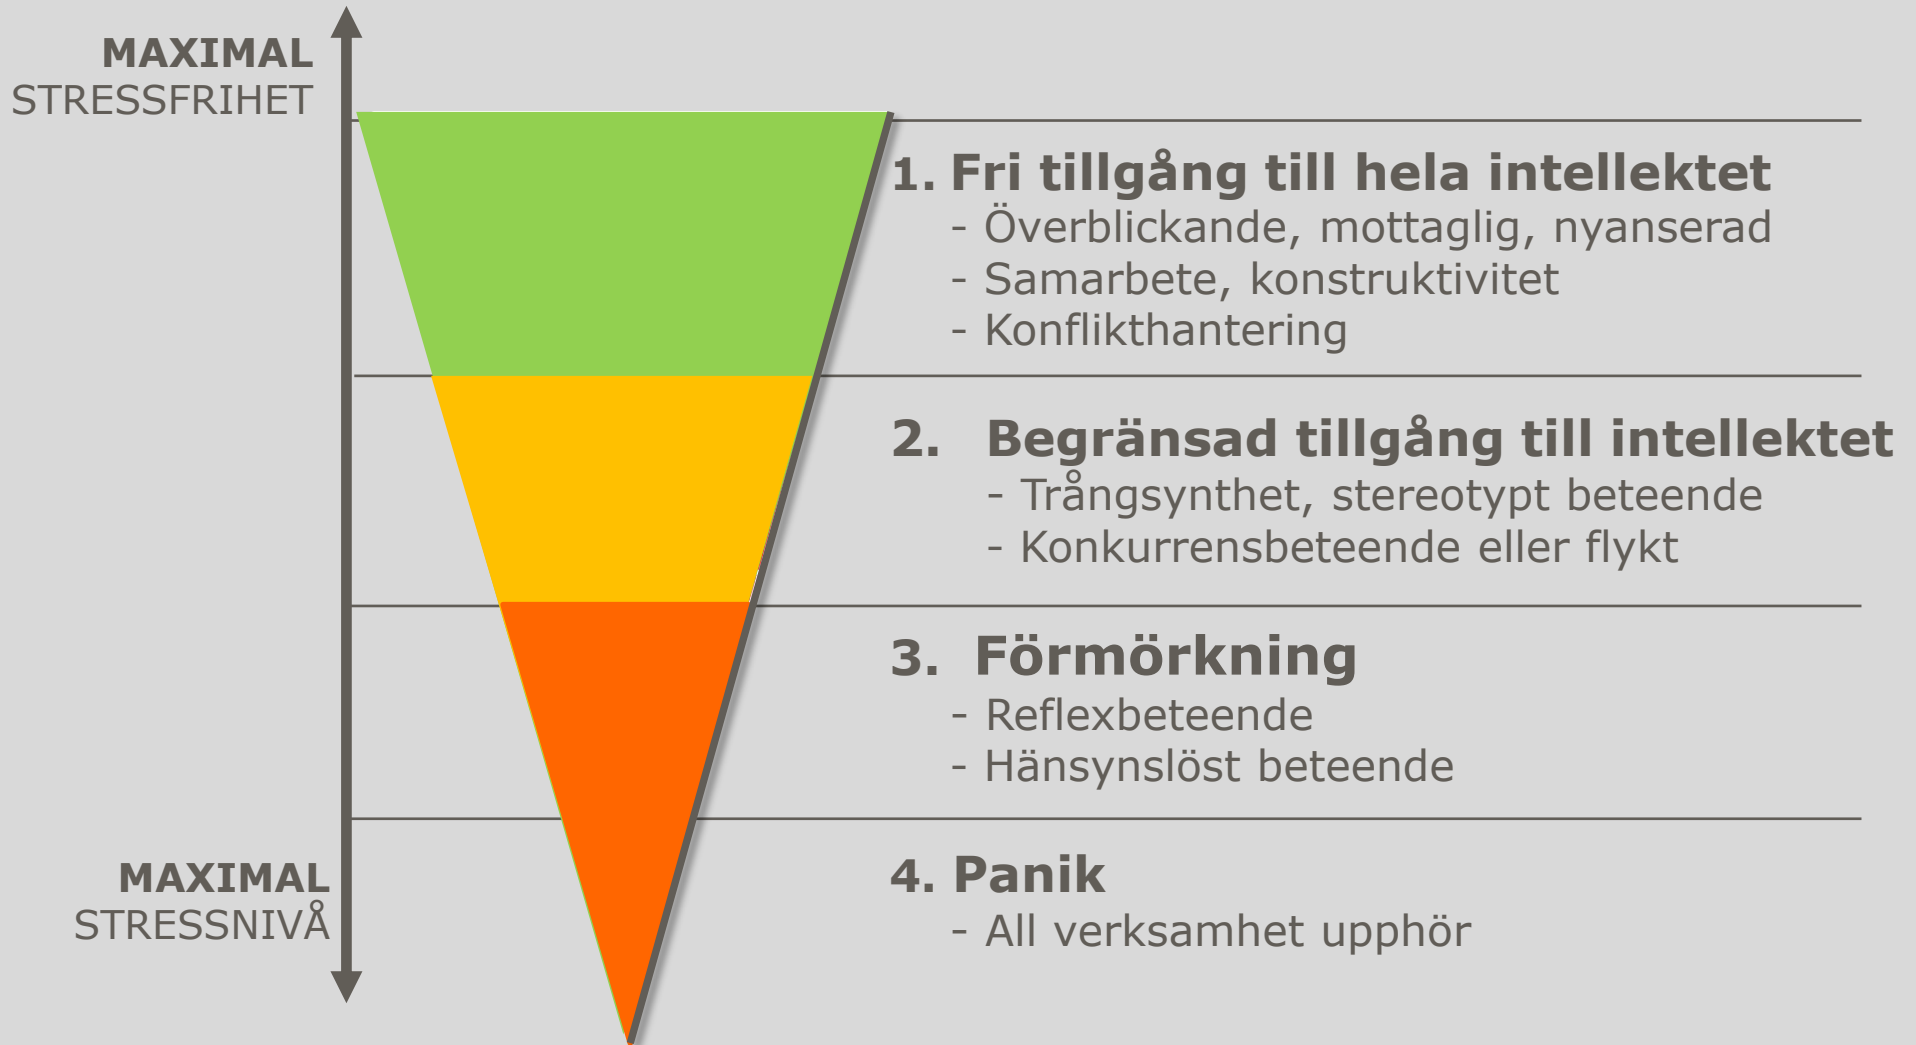 MAXIMAL
STRESSFRIHET
1. Fri tillgång till hela intellektet
- Överblickande, mottaglig, nyanserad
- Samarbete, konstruktivitet
- Konflikthantering
2. Begränsad tillgång till intellektet
- Trångsynthet, stereotypt beteende
- Konkurrensbeteende eller flykt
3. Förmörkning
- Reflexbeteende
- Hänsynslöst beteende
MAXIMAL
STRESSNIVÅ
4. Panik
- All verksamhet upphör